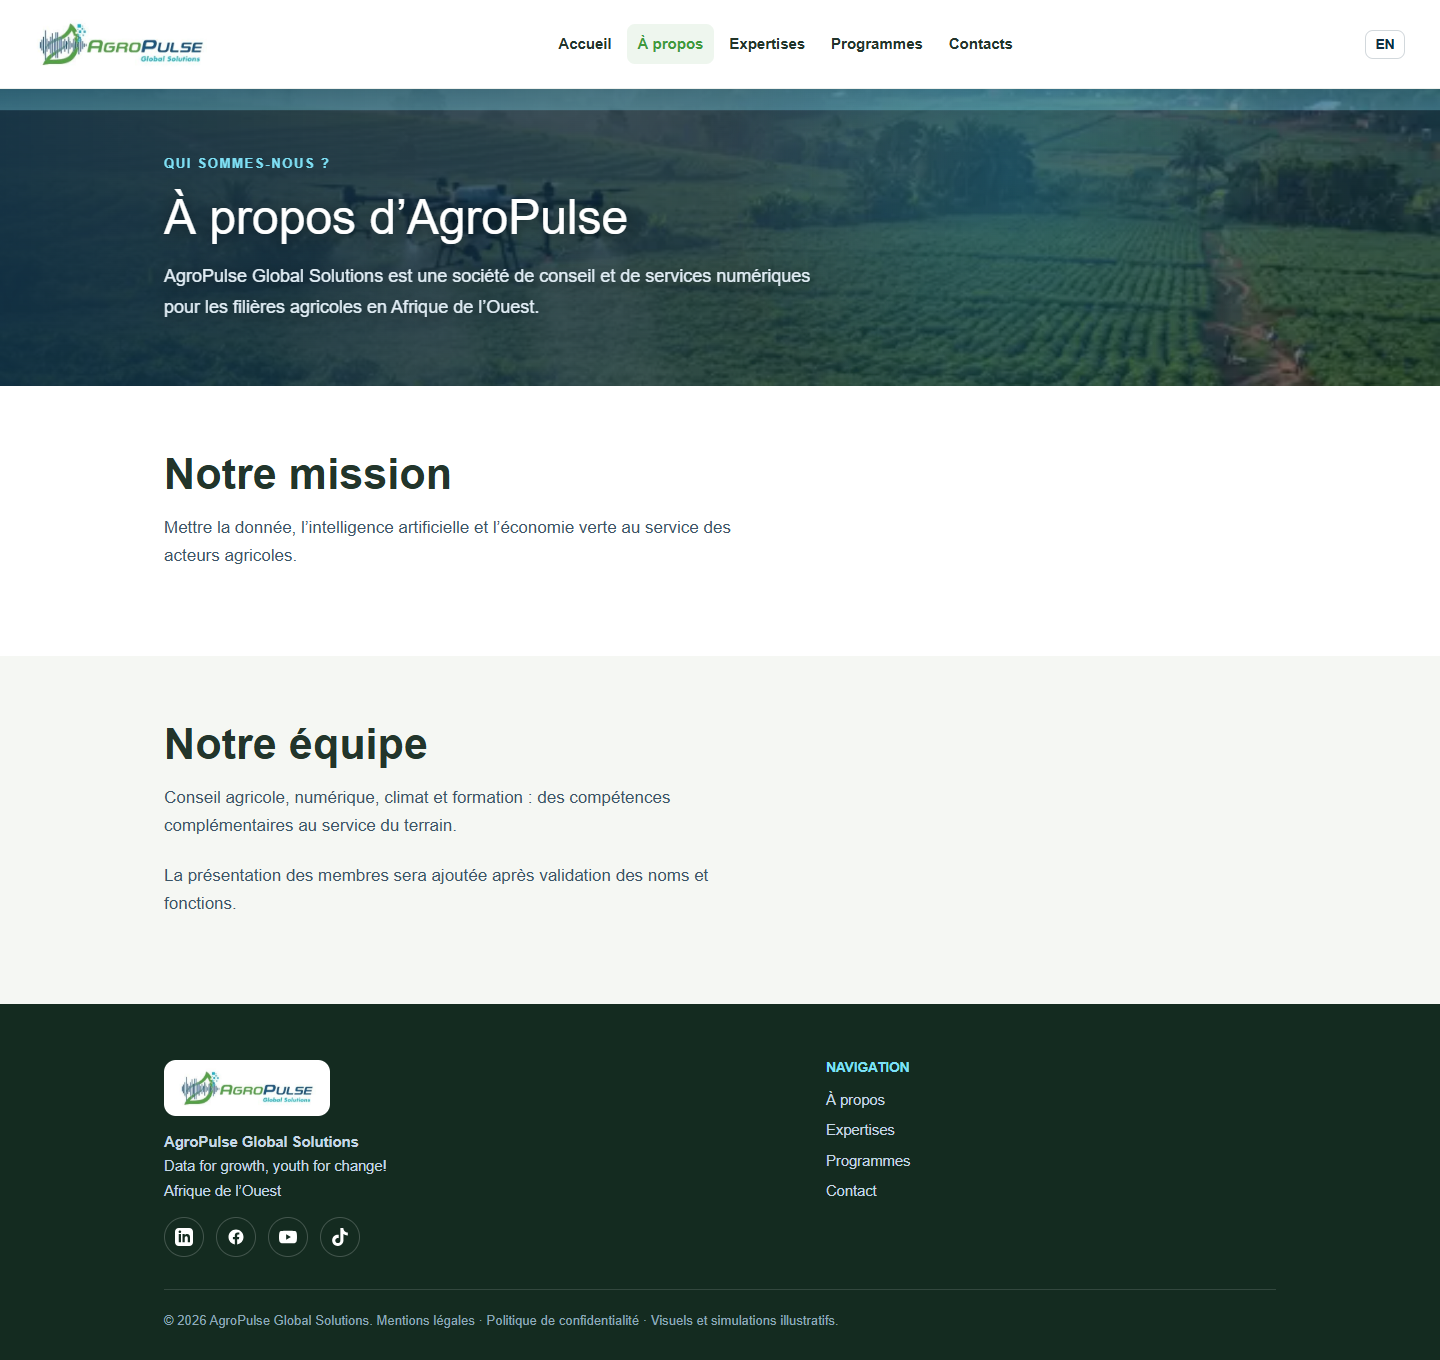 AGROPULSE
Global Solutions
Accueil
À propos
Expertises
Programmes
Contacts
EN
QUI SOMMES-NOUS ?
À propos d’AgroPulse
AgroPulse Global Solutions est une société de conseil et de services numériques
pour les filières agricoles en Afrique de l’Ouest.
Notre mission
Mettre la donnée, l’intelligence artificielle et l’économie verte au service des
acteurs agricoles.
Notre équipe
Conseil agricole, numérique, climat et formation : des compétences
complémentaires au service du terrain.
La présentation des membres sera ajoutée après validation des noms et
fonctions.
AGROPULSE
Global Solutions
AgroPulse Global Solutions
Data for growth, youth for change!
Afrique de l’Ouest
in
NAVIGATION
À propos
Expertises
Programmes
Contact
© 2026 AgroPulse Global Solutions. Mentions légales · Politique de confidentialité · Visuels et simulations illustratifs.